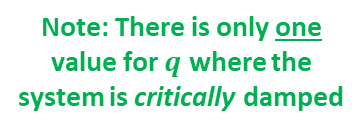 Note: There is only one
value for q where the
system is critically damped